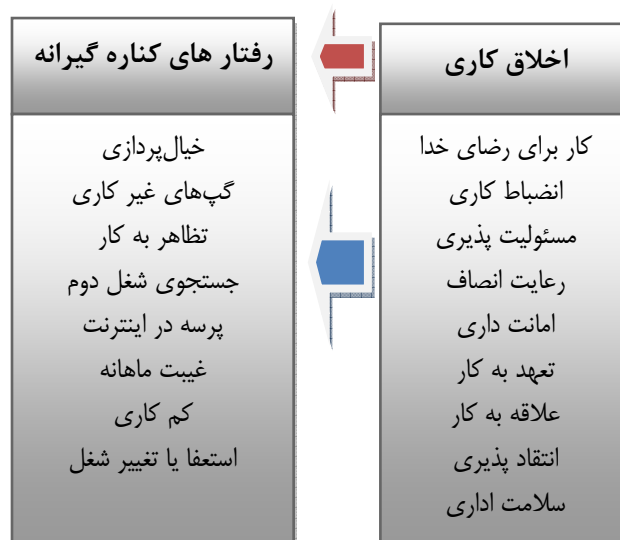 اخلاق کاری
کار برای رضای خدا
انضباط کاری
مسئولیت پذیری
رعایت انصاف
امانت داری
تعهد به کار
علاقه به کار
انتقاد پذیری
سلامت اداری
رفتار های کناره گیرانه
خیال‌پردازی
گپ‌های غیر کاری
تظاهر به کار
جستجوی شغل دوم
پرسه در اینترنت
غیبت ماهانه
کم کاری
استعفا یا تغییر شغل